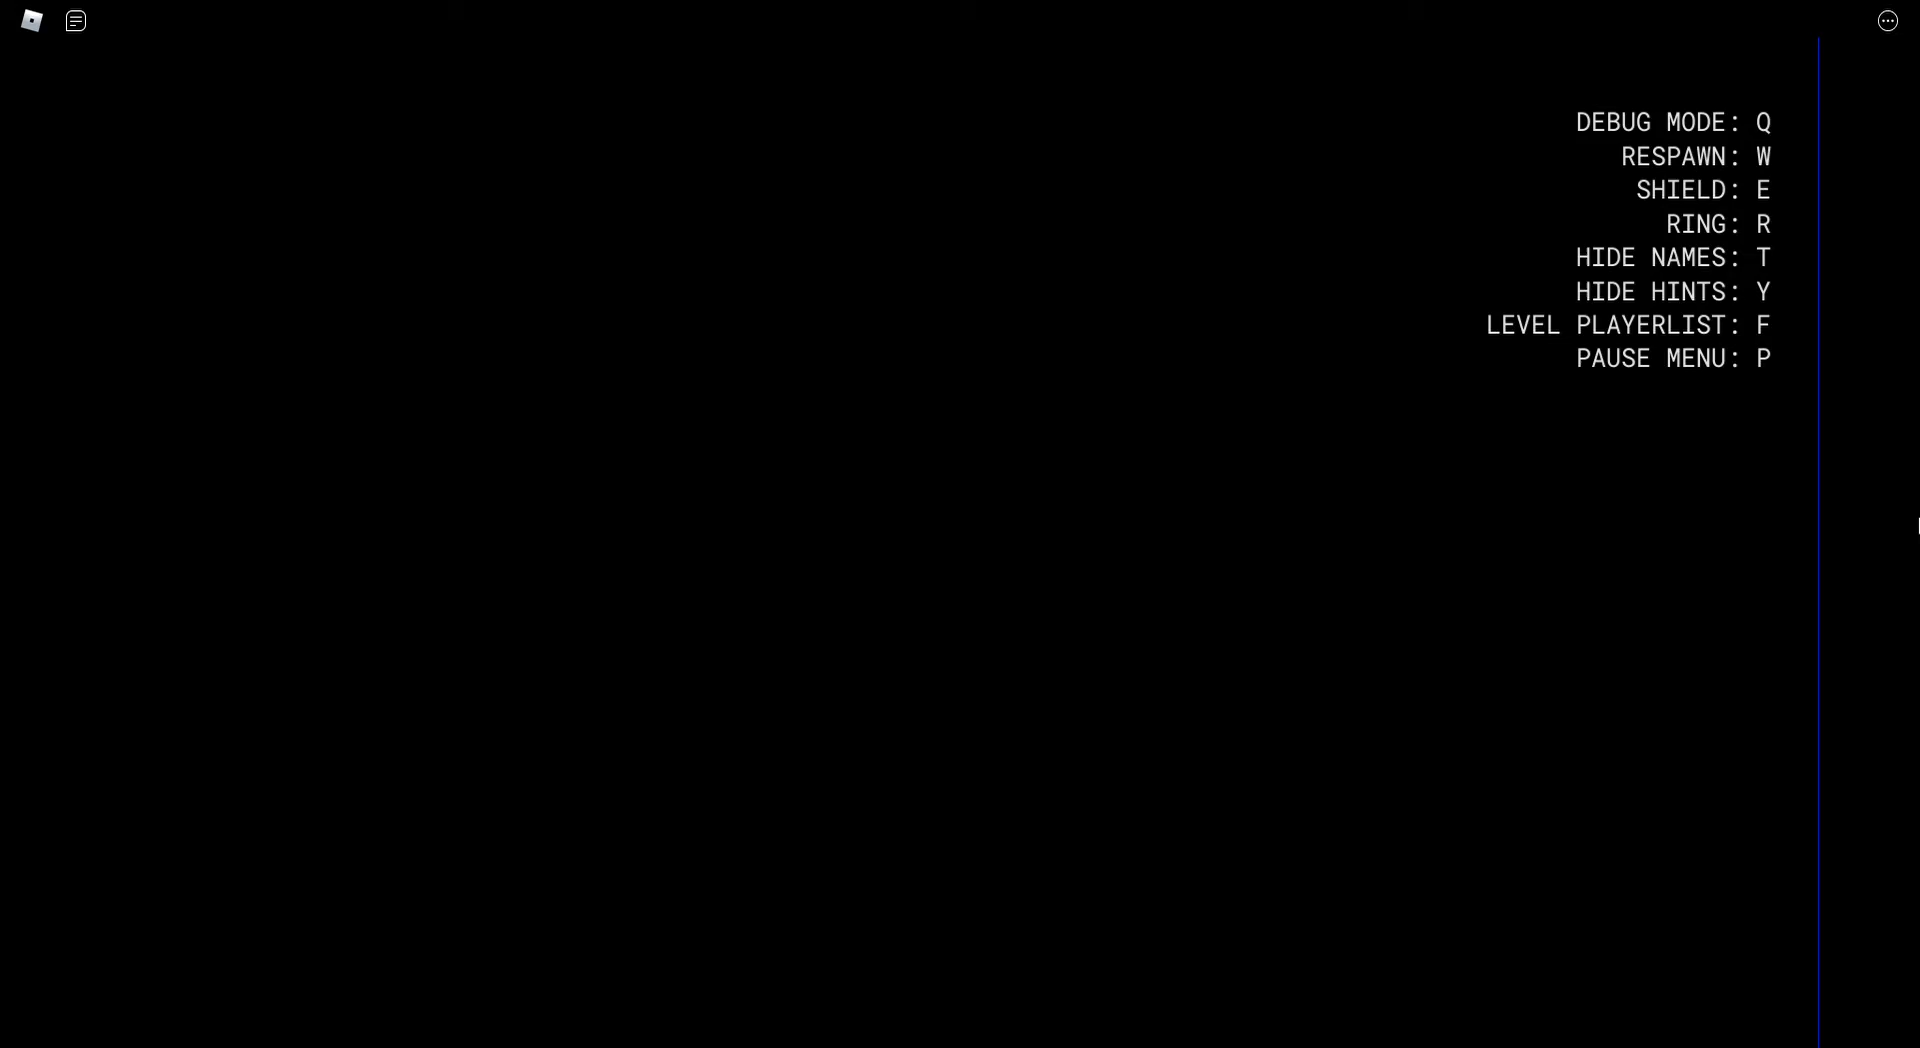 DEBUG MODE: Q
RESPAWN: W
SHIELD: E
RING: R
HIDE NAMES: T
HIDE HINTS: Y
LEVEL PLAYERLIST: F
PAUSE MENU: P